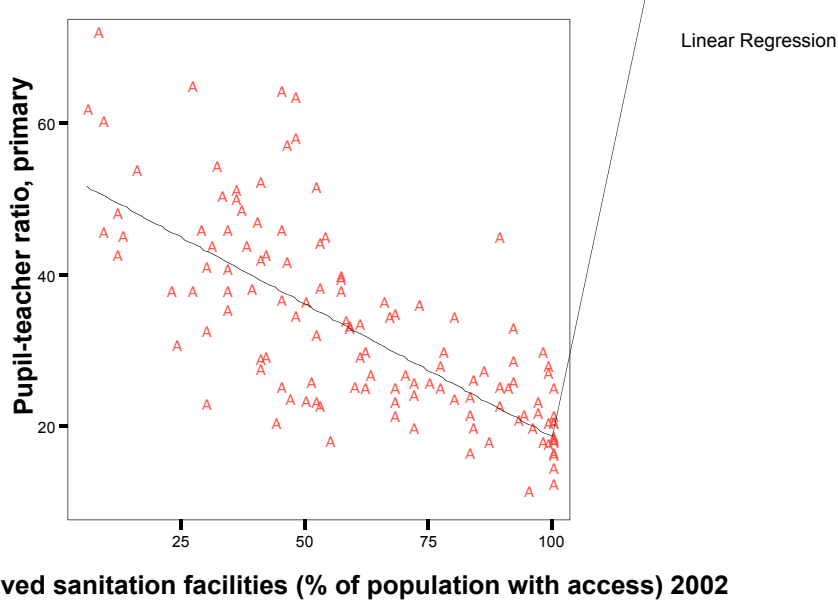 Linear Regression
Pupil-teacher ratio, primary
60
40
20
25 50 75 100
ved sanitation facilities (% of population with access) 2002